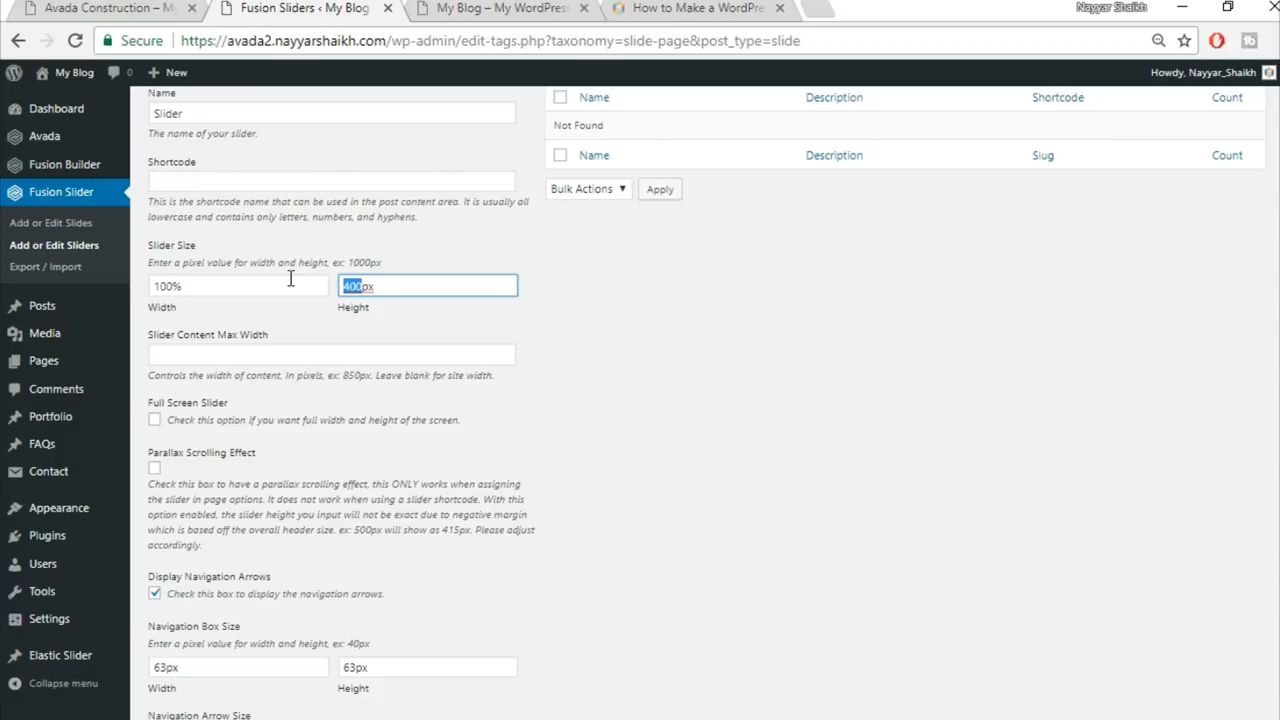 Avada Construction – M
Fusion Sliders ‹ My Blog
My Blog – My WordPress
How to Make a WordPre
Nayyar Shaikh
Secure
https://avada2.nayyarshaikh.com/wp-admin/edit-tags.php?taxonomy=slide-page&post_type=slide
My Blog
0
New
Howdy, Nayyar_Shaikh
Dashboard
Avada
Fusion Builder
Fusion Slider
Add or Edit Slides
Add or Edit Sliders
Export / Import
Posts
Media
Pages
Comments
Portfolio
FAQs
Contact
Appearance
Plugins
Users
Tools
Settings
Elastic Slider
Collapse menu
Name
Slider
The name of your slider.
Shortcode
This is the shortcode name that can be used in the post content area. It is usually all
lowercase and contains only letters, numbers, and hyphens.
Slider Size
Enter a pixel value for width and height, ex: 1000px
100%
400px
Width
Height
Slider Content Max Width
Controls the width of content, In pixels, ex: 850px. Leave blank for site width.
Full Screen Slider
Check this option if you want full width and height of the screen.
Parallax Scrolling Effect
Check this box to have a parallax scrolling effect, this ONLY works when assigning
the slider in page options. It does not work when using a slider shortcode. With this
option enabled, the slider height you input will not be exact due to negative margin
which is based off the overall header size. ex: 500px will show as 415px. Please adjust
accordingly.
Display Navigation Arrows
Check this box to display the navigation arrows.
Navigation Box Size
Enter a pixel value for width and height, ex: 40px
63px
63px
Width
Height
Navigation Arrow Size
Name
Description
Shortcode
Count
Not Found
Name
Description
Slug
Count
Bulk Actions
Apply